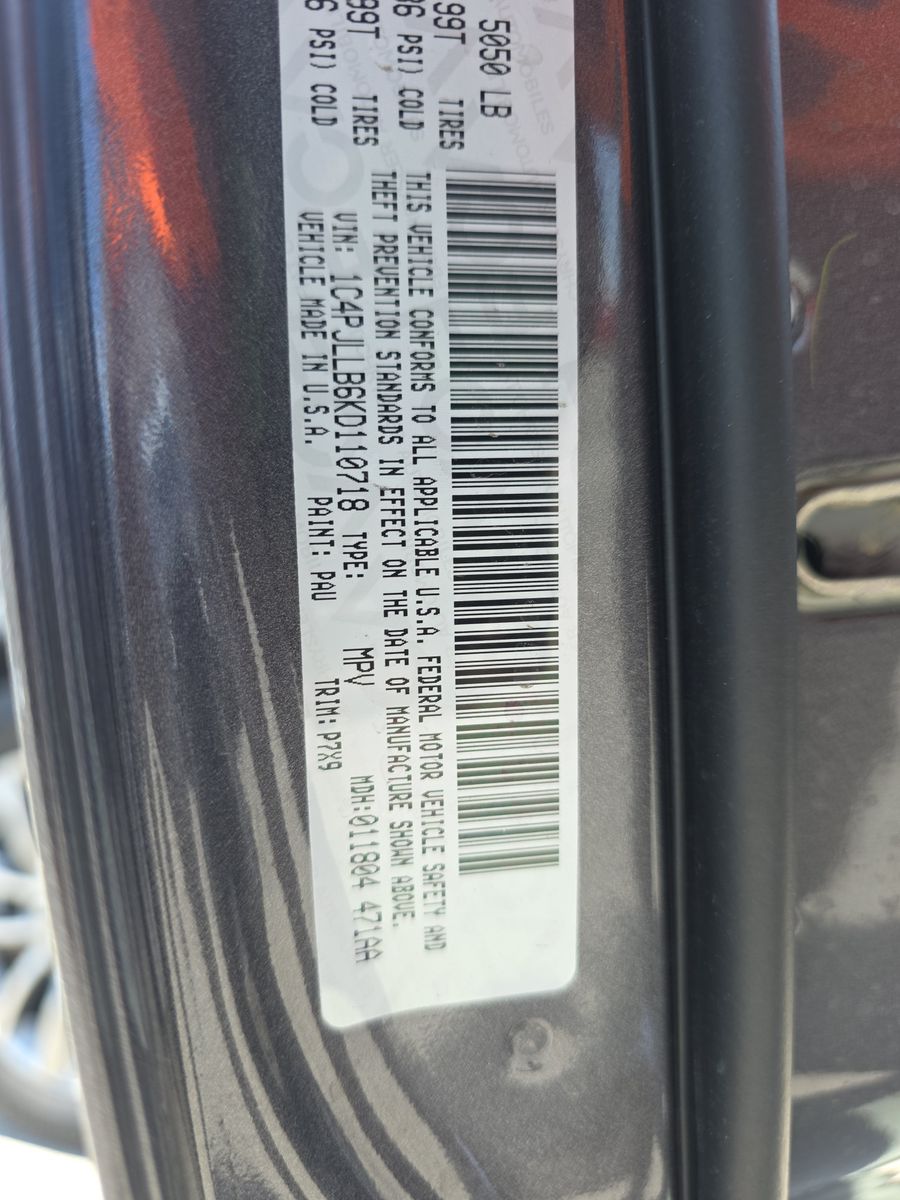 5050 LB
99T TIRES
PSI) COLD
99T TIRES
PSI) COLD
THIS VEHICLE CONFORMS TO ALL APPLICABLE U.S.A. FEDERAL MOTOR VEHICLE SAFETY AND
THEFT PREVENTION STANDARDS IN EFFECT ON THE DATE OF MANUFACTURE SHOWN ABOVE.
VIN: 1C4PJLLB6KD110718 TYPE: MPV MDH:011804 471AA
VEHICLE MADE IN U.S.A. PAINT: PAU TRIM: P7X9